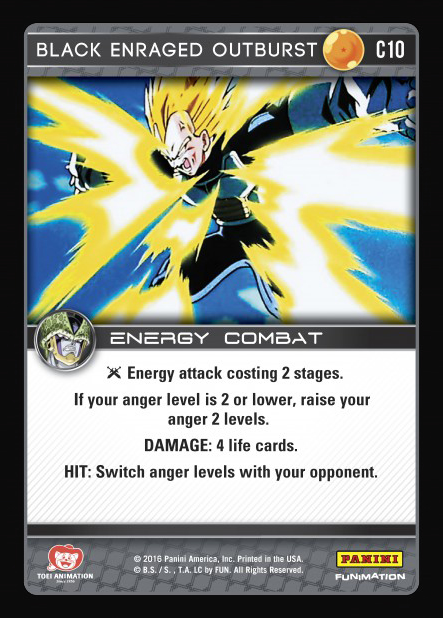 BLACK ENRAGED OUTBURST C10
ENERGY COMBAT
Energy attack costing 2 stages.
If your anger level is 2 or lower, raise your
anger 2 levels.
DAMAGE: 4 life cards.
HIT: Switch anger levels with your opponent.
TOEI ANIMATION
© 2016 Panini America, Inc. Printed in the USA.
© B.S. / S. , T.A. LC by FUN. All Rights Reserved.
PANINI
FUNIMATION